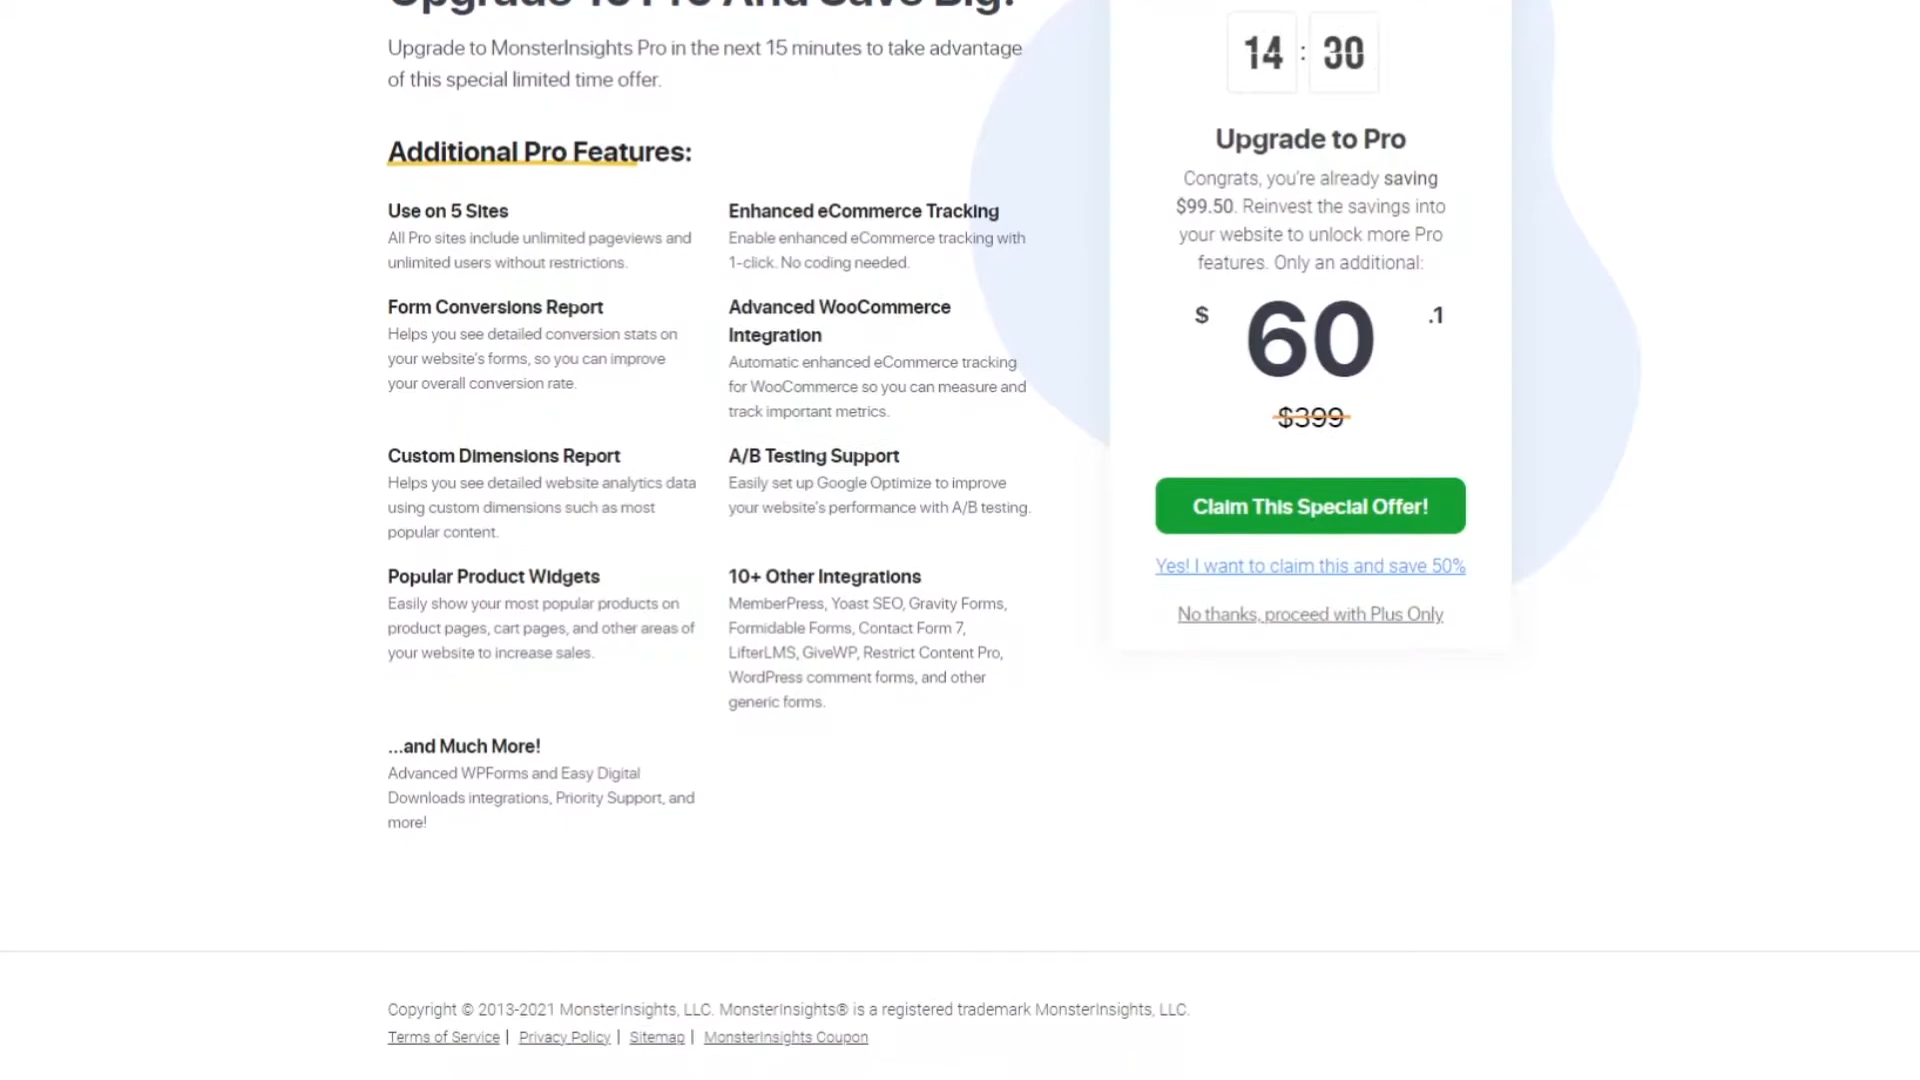 Upgrade To Pro And Save Big!
Upgrade to MonsterInsights Pro in the next 15 minutes to take advantage
of this special limited time offer.
Additional Pro Features:
Use on 5 Sites
All Pro sites include unlimited pageviews and
unlimited users without restrictions.
Enhanced eCommerce Tracking
Enable enhanced eCommerce tracking with
1-click. No coding needed.
Form Conversions Report
Helps you see detailed conversion stats on
your website's forms, so you can improve
your overall conversion rate.
Advanced WooCommerce
Integration
Automatic enhanced eCommerce tracking
for WooCommerce so you can measure and
track important metrics.
Custom Dimensions Report
Helps you see detailed website analytics data
using custom dimensions such as most
popular content.
A/B Testing Support
Easily set up Google Optimize to improve
your website's performance with A/B testing.
Popular Product Widgets
Easily show your most popular products on
product pages, cart pages, and other areas of
your website to increase sales.
10+ Other Integrations
MemberPress, Yoast SEO, Gravity Forms,
Formidable Forms, Contact Form 7,
LifterLMS, GiveWP, Restrict Content Pro,
WordPress comment forms, and other
generic forms.
...and Much More!
Advanced WPForms and Easy Digital
Downloads integrations, Priority Support, and
more!
14 : 30
Upgrade to Pro
Congrats, you're already saving
$99.50. Reinvest the savings into
your website to unlock more Pro
features. Only an additional:
$ 60 .1
$399
Claim This Special Offer!
Yes! I want to claim this and save 50%
No thanks, proceed with Plus Only
Copyright © 2013-2021 MonsterInsights, LLC. MonsterInsights® is a registered trademark MonsterInsights, LLC.
Terms of Service | Privacy Policy | Sitemap | MonsterInsights Coupon